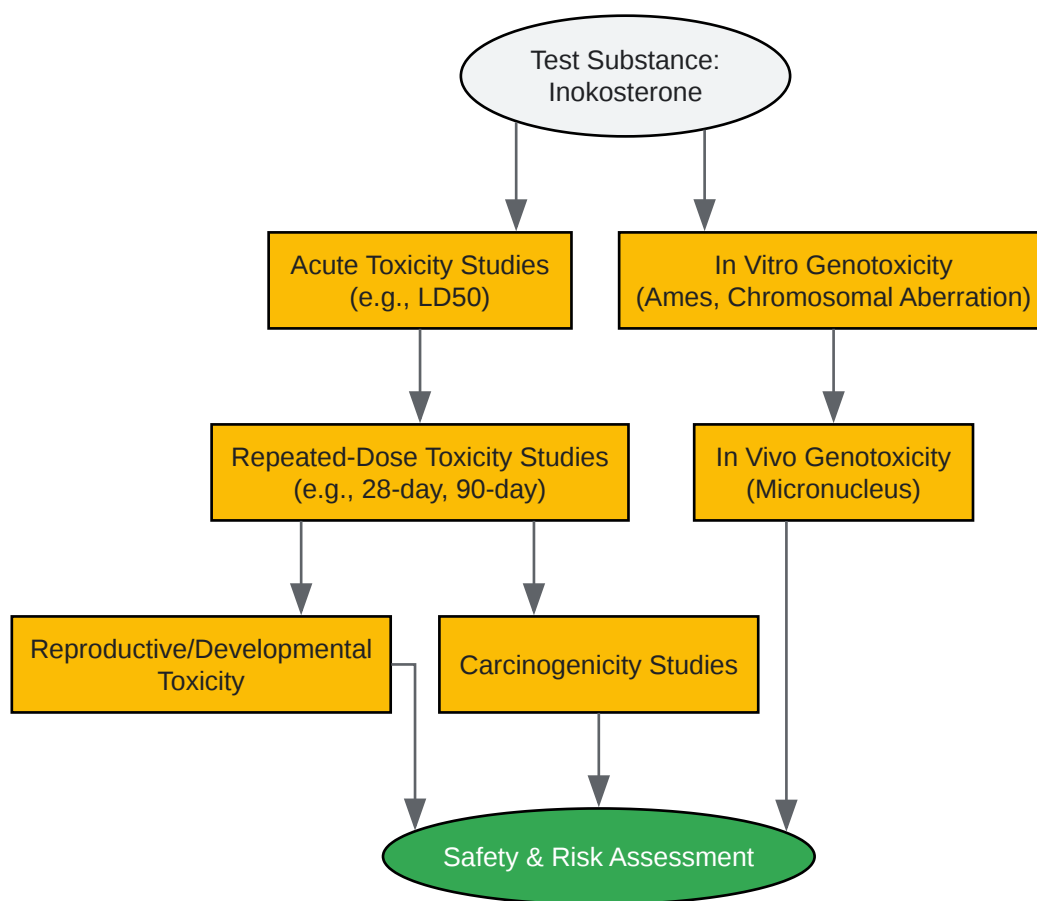 Test Substance:
Inokosterone
Acute Toxicity Studies
(e.g., LD50)
In Vitro Genotoxicity
(Ames, Chromosomal Aberration)
Repeated-Dose Toxicity Studies
(e.g., 28-day, 90-day)
In Vivo Genotoxicity
(Micronucleus)
Reproductive/Developmental
Toxicity
Carcinogenicity Studies
Safety & Risk Assessment